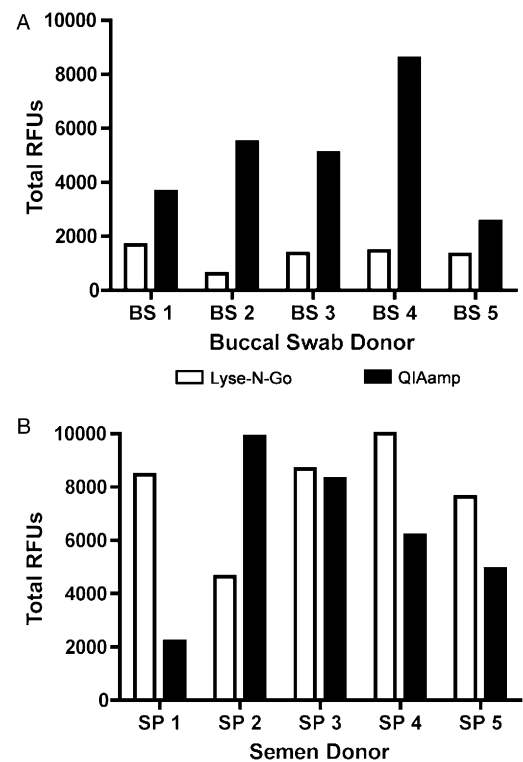 A
10000
8000
6000
4000
2000
0
Total RFUs
BS 1 BS 2 BS 3 BS 4 BS 5
Buccal Swab Donor
Lyse-N-Go QIAamp
B
10000
8000
6000
4000
2000
0
Total RFUs
SP 1 SP 2 SP 3 SP 4 SP 5
Semen Donor